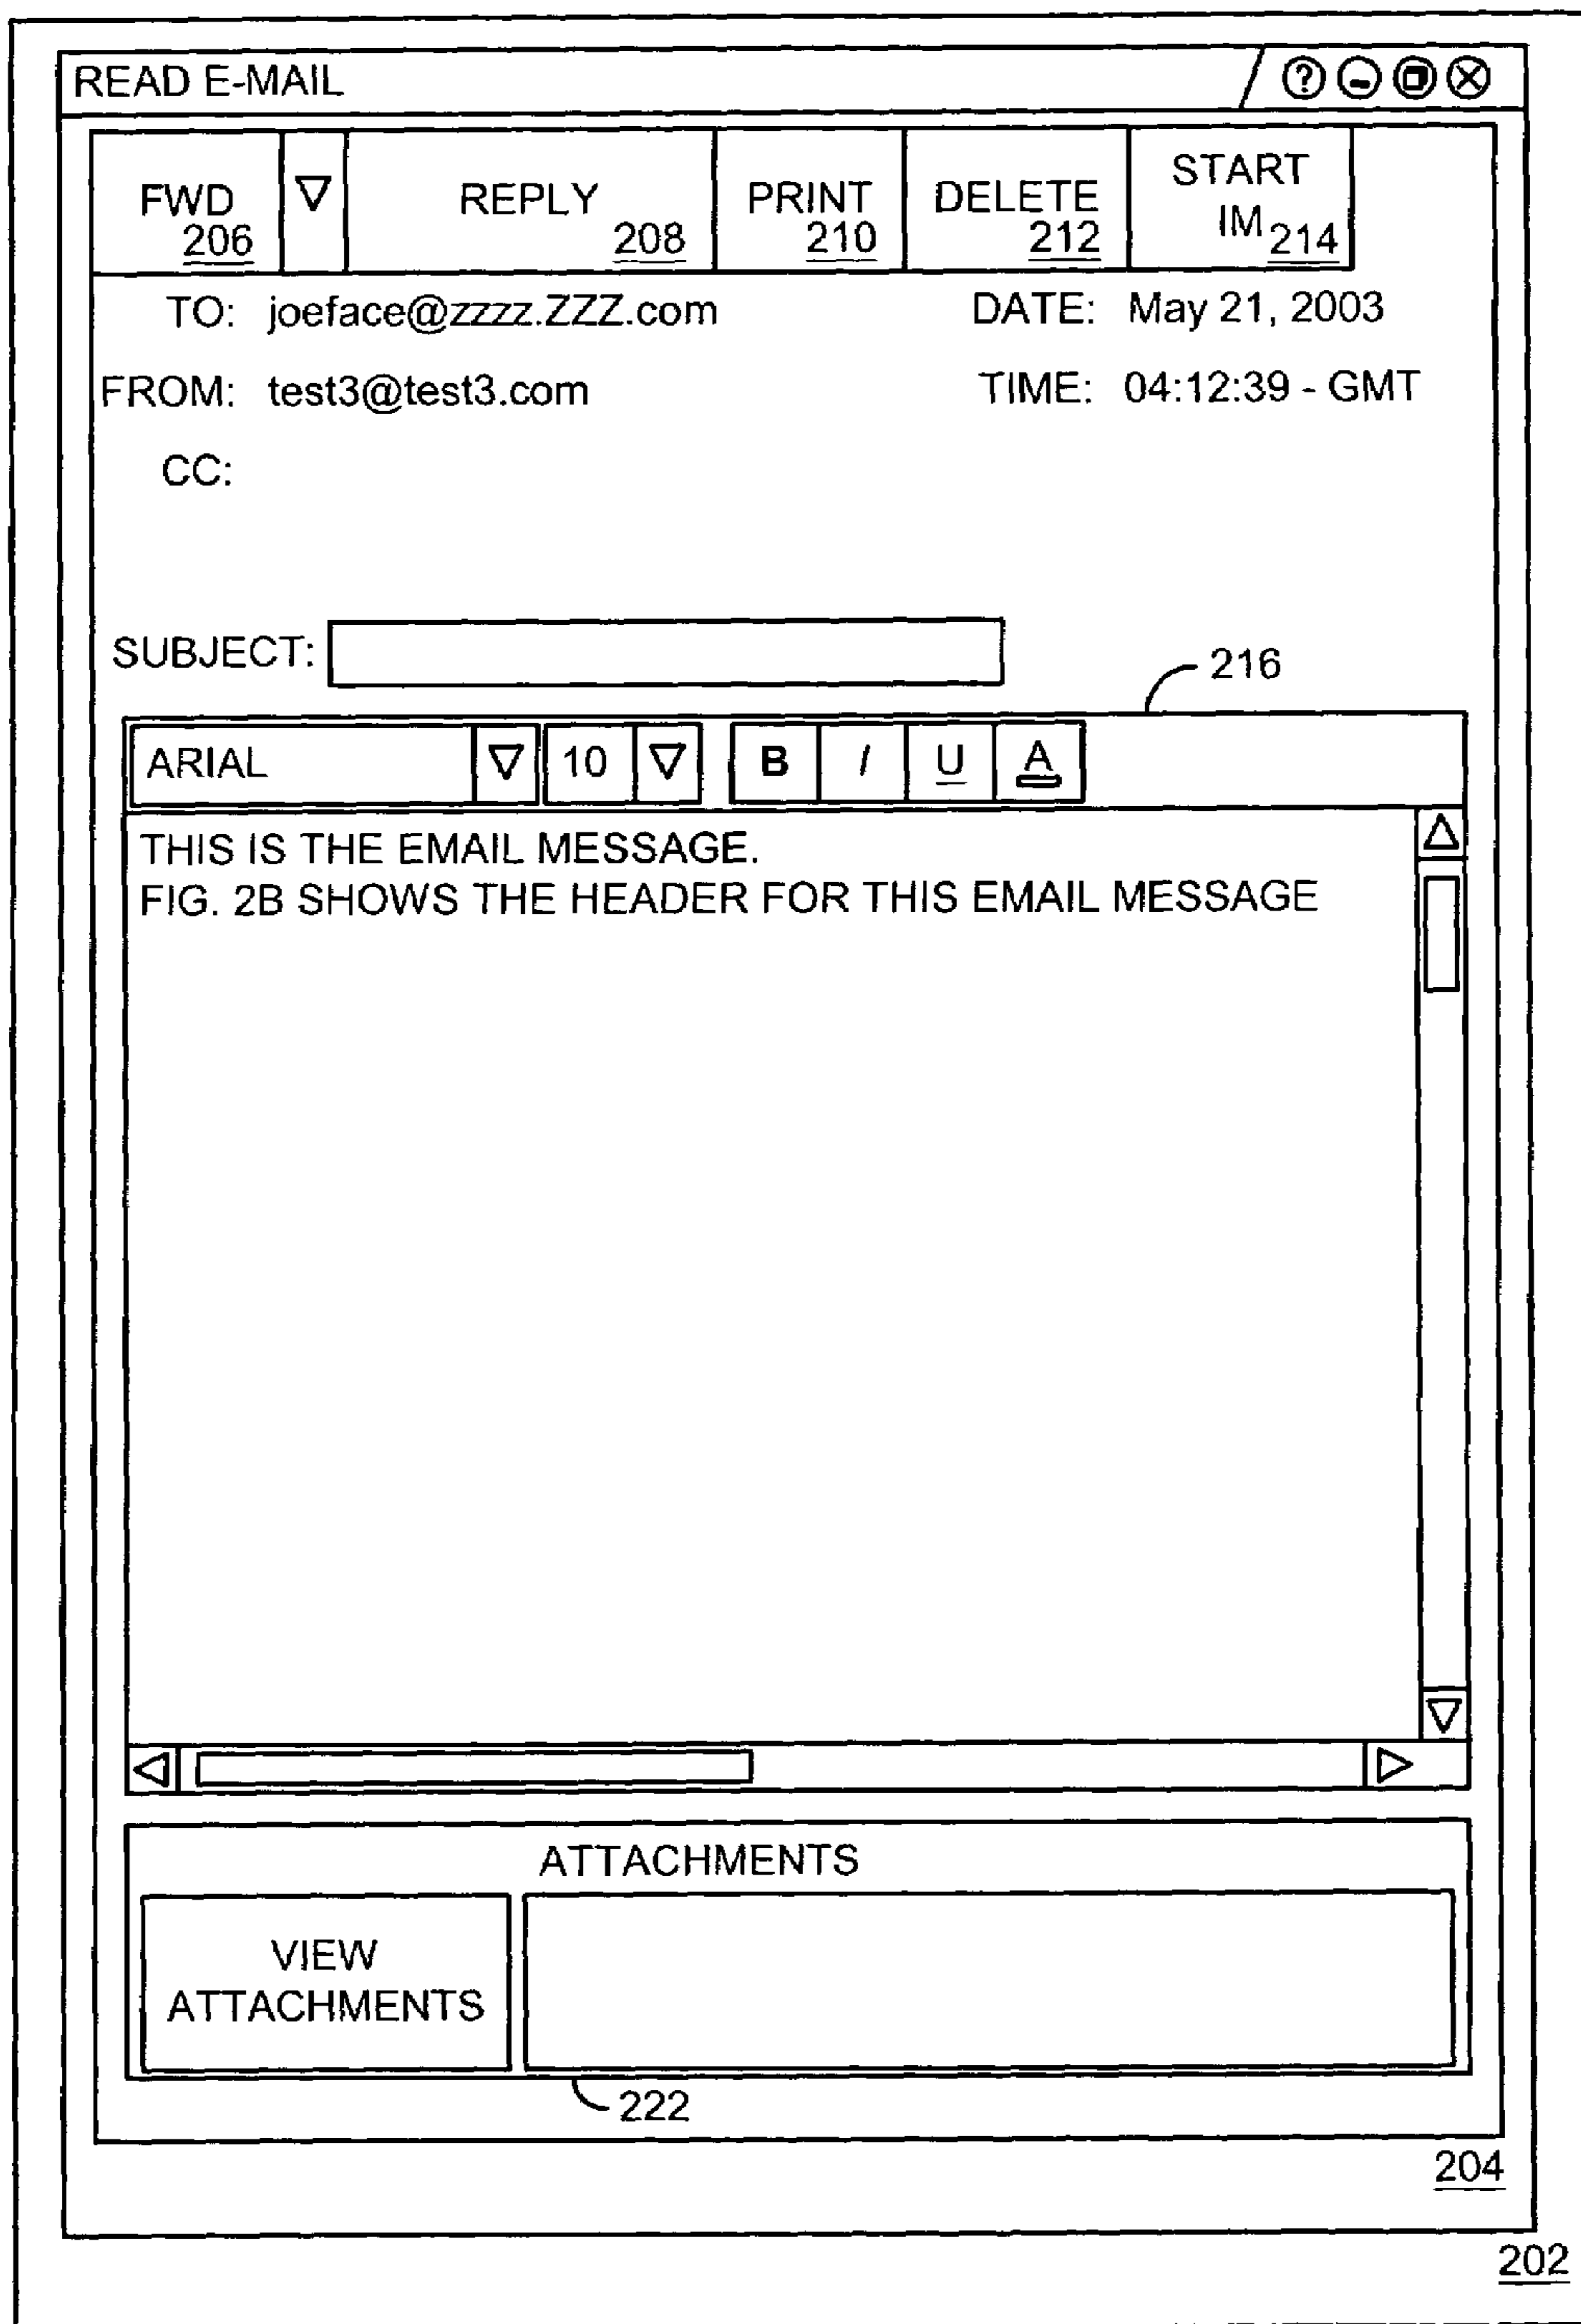 READ E-MAIL ?
FWD REPLY PRINT DELETE START IM
206 208 210 212 214
TO: joeface@zzzz.ZZZ.com DATE: May 21, 2003
FROM: test3@test3.com TIME: 04:12:39 - GMT
CC:
SUBJECT:
216
ARIAL 10 B I U A
THIS IS THE EMAIL MESSAGE.
FIG. 2B SHOWS THE HEADER FOR THIS EMAIL MESSAGE
ATTACHMENTS
VIEW
ATTACHMENTS
222
204
202